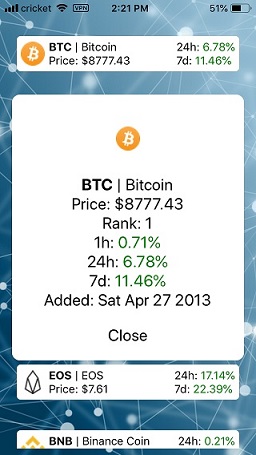 cricket VPN 2:21 PM 51%
BTC | Bitcoin 24h: 6.78%
Price: $8777.43 7d: 11.46%
BTC | Bitcoin
Price: $8777.43
Rank: 1
1h: 0.71%
24h: 6.78%
7d: 11.46%
Added: Sat Apr 27 2013
Close
EOS | EOS 24h: 17.14%
Price: $7.61 7d: 22.39%
BNB | Binance Coin 24h: 0.21%